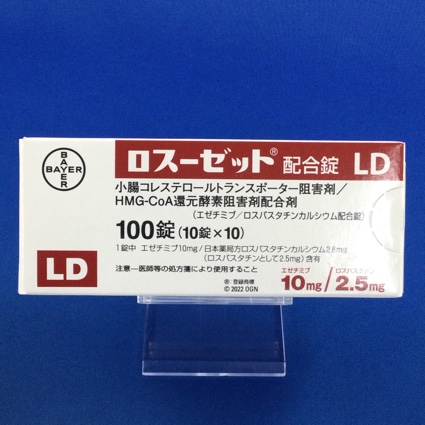 BAYER
BAYER
ロスーゼット® 配合錠 LD
小腸コレステロールトランスポーター阻害剤/
HMG-CoA還元酵素阻害剤配合剤
(エゼチミブ/ロスバスタチンカルシウム配合錠)
100錠(10錠×10)
1錠中 エゼチミブ10mg/日本薬局方ロスバスタチンカルシウム2.6mg
(ロスバスタチンとして2.5mg)含有
LD
注意―医師等の処方箋により使用すること
®:登録商標
© 2022 OGN
エゼチミブ ロスバスタチン
10mg/2.5mg